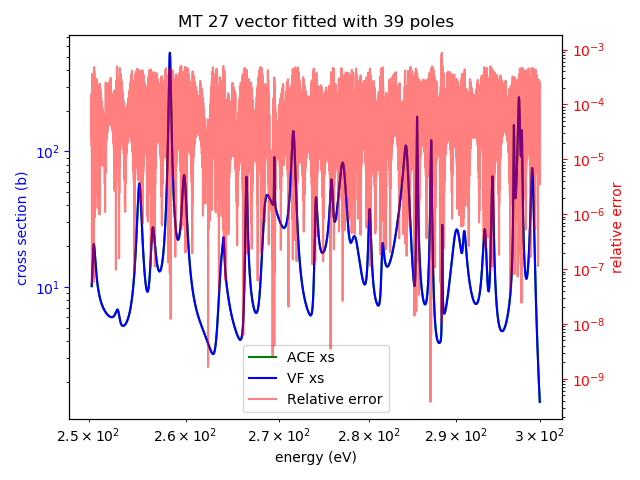 MT 27 vector fitted with 39 poles
cross section (b)
10²
10¹
10⁻³
10⁻⁴
10⁻⁵
10⁻⁶
10⁻⁷
10⁻⁸
10⁻⁹
relative error
ACE xs
VF xs
Relative error
2.5 × 10² 2.6 × 10² 2.7 × 10² 2.8 × 10² 2.9 × 10² 3 × 10²
energy (eV)